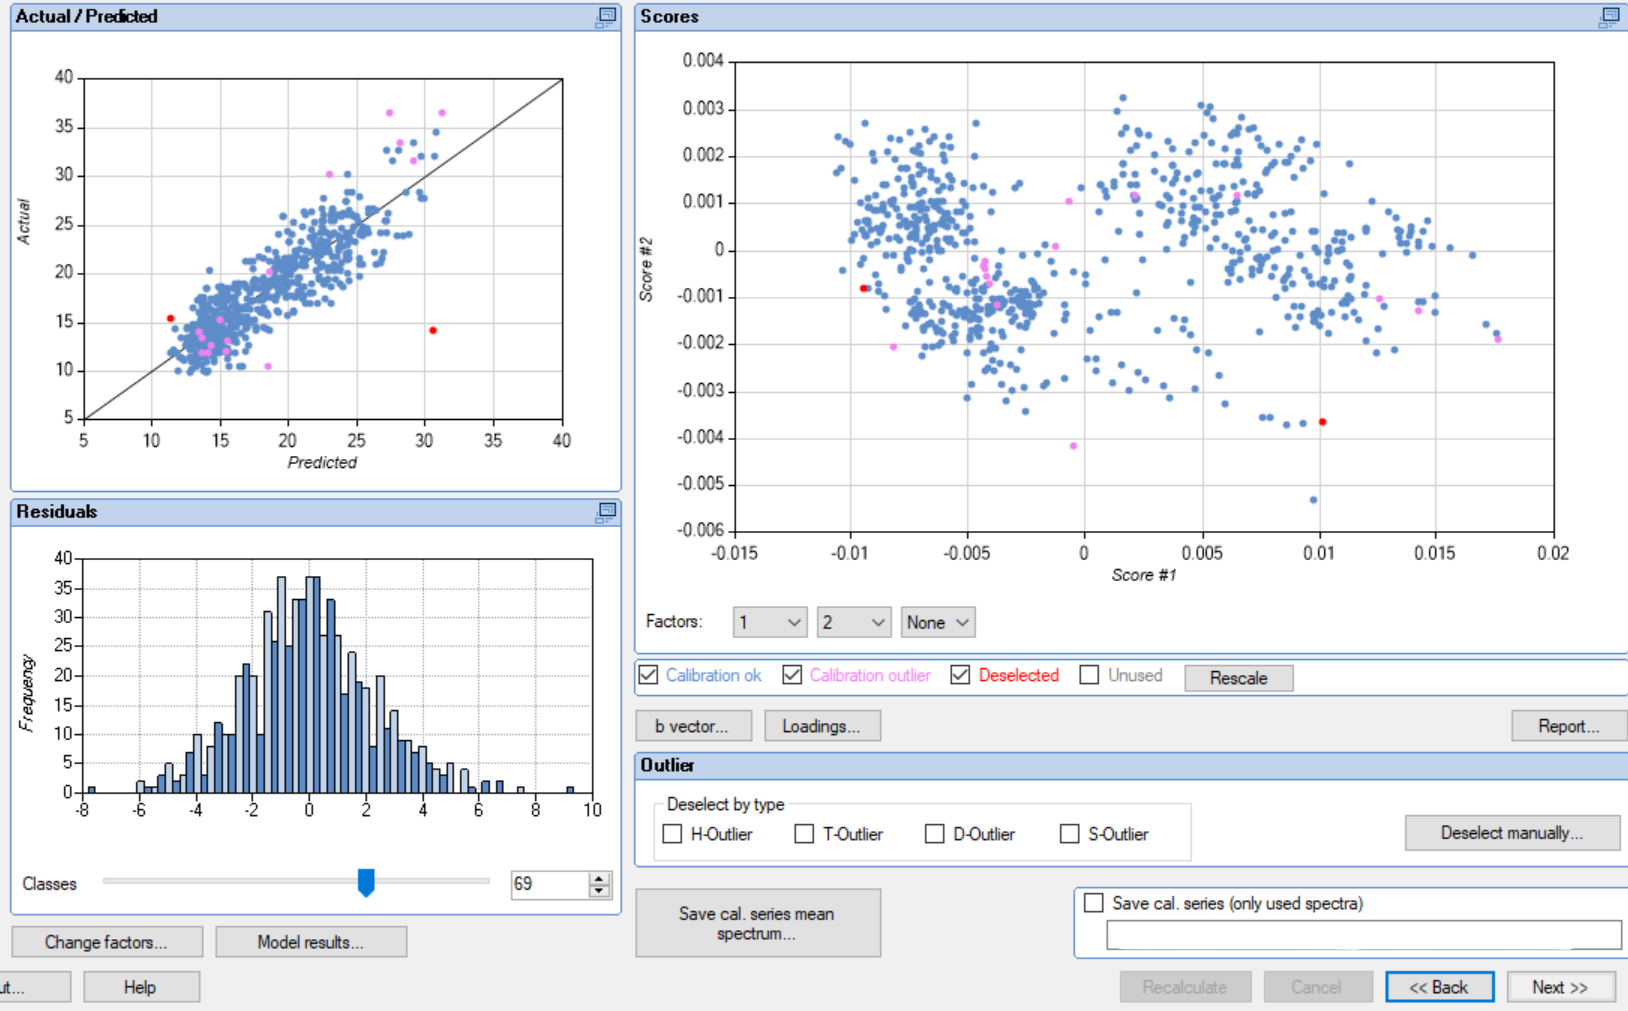 Actual / Predicted
40
35
30
25
20
15
10
5
Actual
5 10 15 20 25 30 35 40
Predicted
Residuals
40
35
30
25
20
15
10
5
0
Frequency
-8 -6 -4 -2 0 2 4 6 8 10
Classes
69
Change factors...
Model results...
ut...
Help
Scores
0.004
0.003
0.002
0.001
0
-0.001
-0.002
-0.003
-0.004
-0.005
-0.006
Score #2
-0.015 -0.01 -0.005 0 0.005 0.01 0.015 0.02
Score #1
Factors: 1 2 None
Calibration ok Calibration outlier Deselected Unused Rescale
b vector... Loadings... Report...
Outlier
Deselect by type
H-Outlier T-Outlier D-Outlier S-Outlier
Deselect manually...
Save cal. series mean
spectrum...
Save cal. series (only used spectra)
Recalculate Cancel << Back Next >>